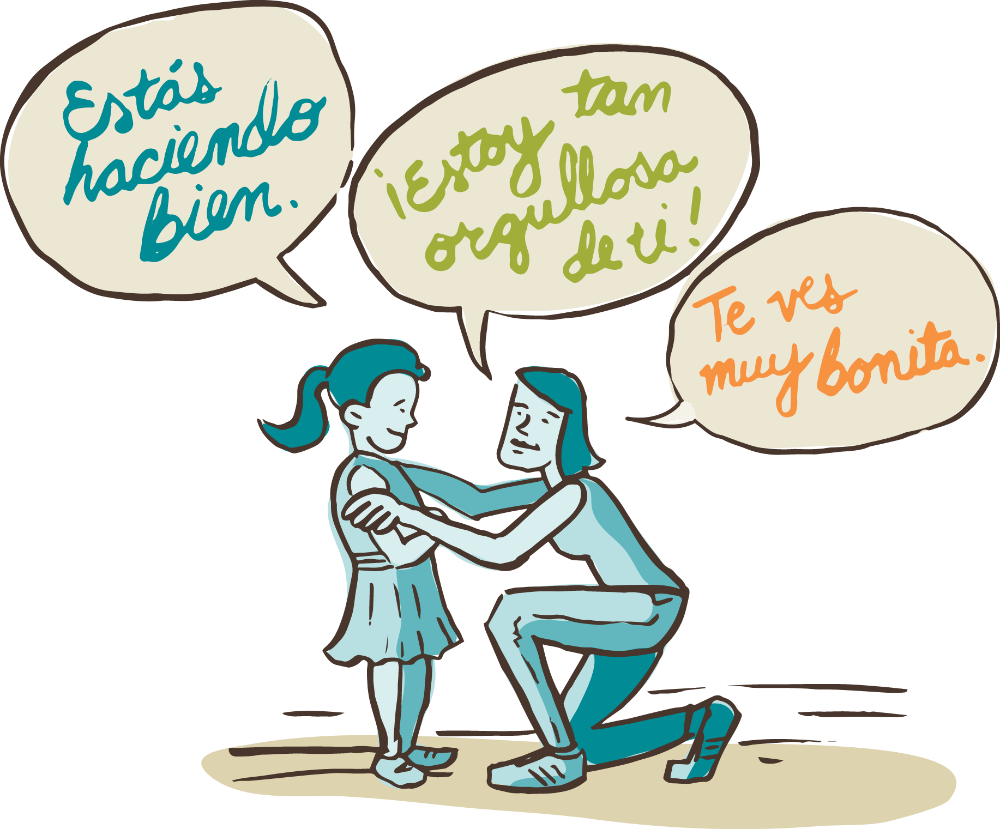 Estás
haciendo
bien.
¡Estoy tan
orgullosa
de ti!
Te ves
muy bonita.